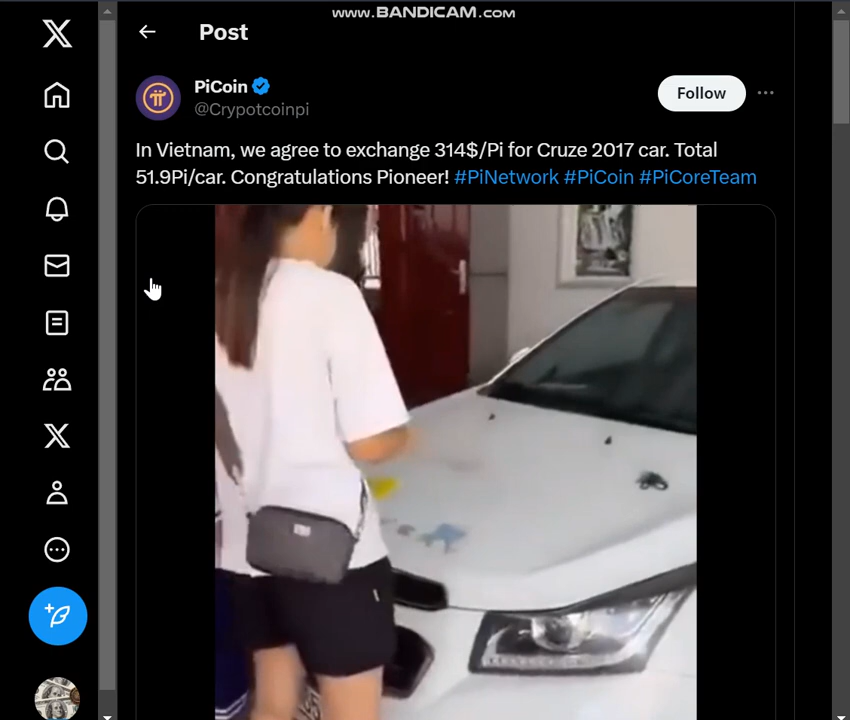 WWW.BANDICAM.COM
Post
PiCoin
@Crypotcoinpi
Follow
In Vietnam, we agree to exchange 314$/Pi for Cruze 2017 car. Total
51.9Pi/car. Congratulations Pioneer! #PiNetwork #PiCoin #PiCoreTeam